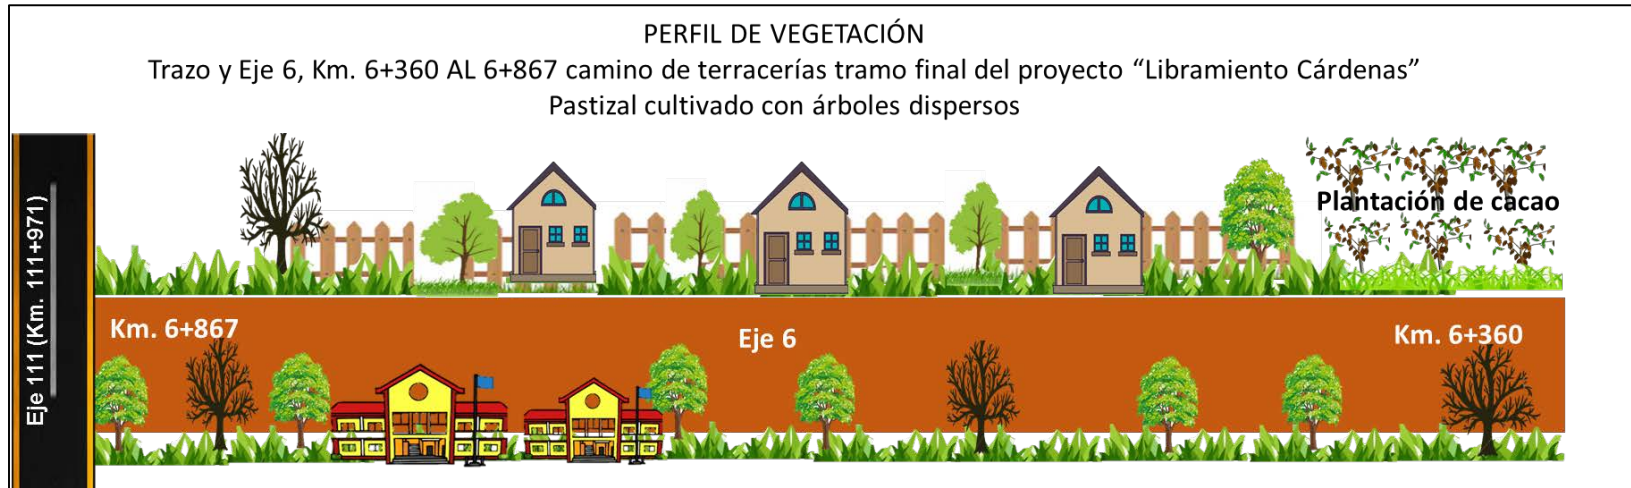 PERFIL DE VEGETACIÓN
Trazo y Eje 6, Km. 6+360 AL 6+867 camino de terracerías tramo final del proyecto “Libramiento Cárdenas”
Pastizal cultivado con árboles dispersos
Eje 111 (Km. 111+971)
Plantación de cacao
Km. 6+867
Eje 6
Km. 6+360